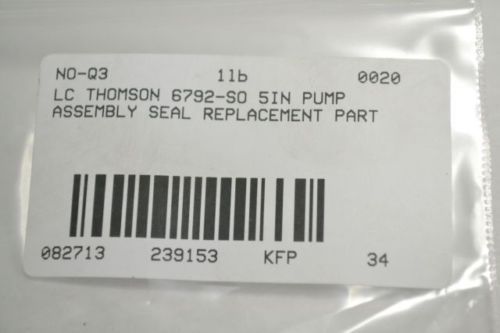 NO-Q3 1lb 0020
LC THOMSON 6792-SO 5IN PUMP
ASSEMBLY SEAL REPLACEMENT PART
082713 239153 KFP 34